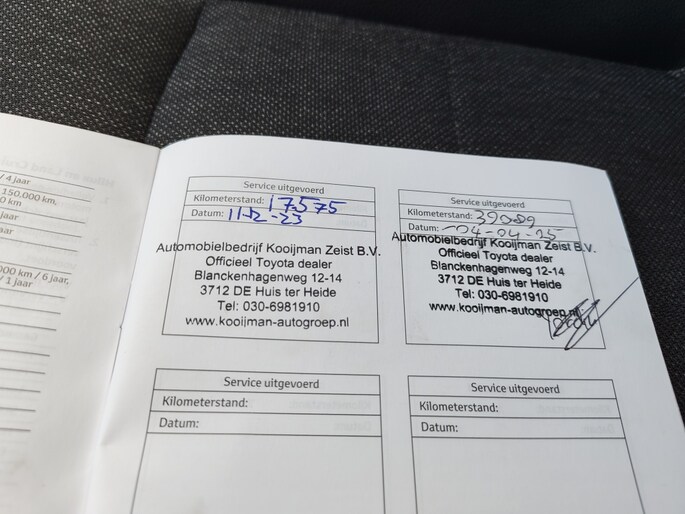 / 4 jaar
150.000 km,
0 km
jaar
jaar
000 km / 6 jaar,
/ 1 jaar
Service uitgevoerd
Kilometerstand: 17575
Datum: 11-12-23
Automobielbedrijf Kooijman Zeist B.V.
Officieel Toyota dealer
Blanckenhagenweg 12-14
3712 DE Huis ter Heide
Tel: 030-6981910
www.kooijman-autogroep.nl
Service uitgevoerd
Kilometerstand: 39089
Datum: 04-04-25
Automobielbedrijf Kooijman Zeist B.V.
Officieel Toyota dealer
Blanckenhagenweg 12-14
3712 DE Huis ter Heide
Tel: 030-6981910
www.kooijman-autogroep.nl
Service uitgevoerd
Kilometerstand:
Datum:
Service uitgevoerd
Kilometerstand:
Datum: